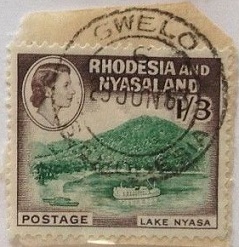 GWELO
RHODESIA AND
NYASALAND
1/3
POSTAGE
LAKE NYASA